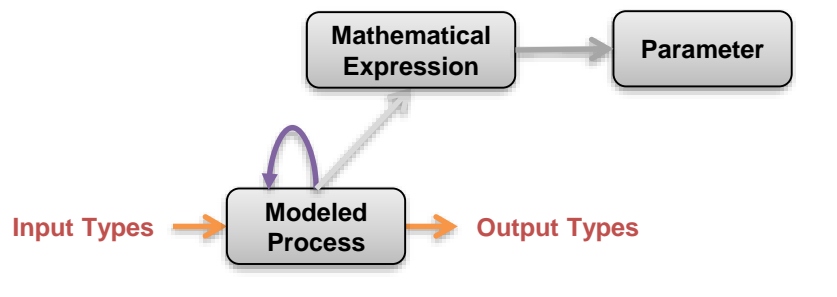 Mathematical
Expression
Parameter
Input Types
Modeled
Process
Output Types